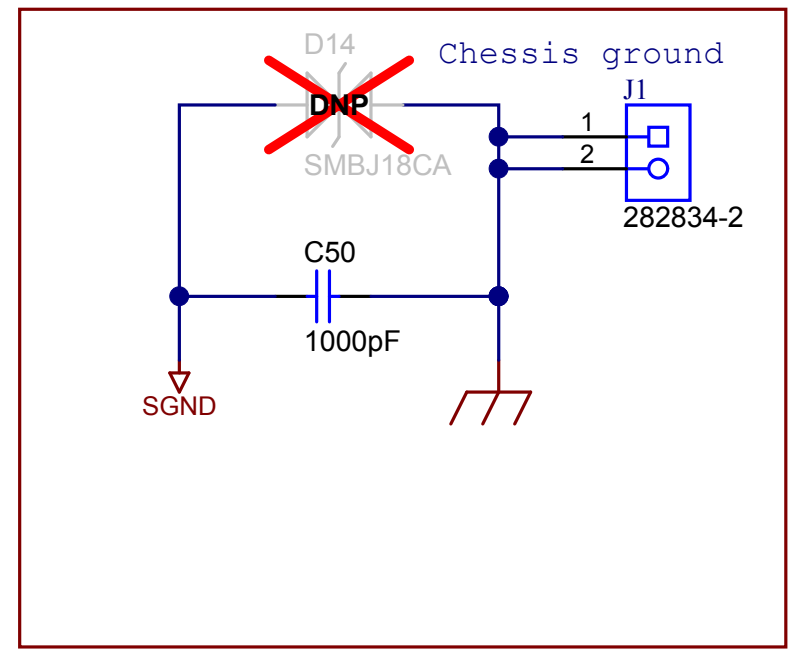 D14
Chessis ground
J1
DNP
1
2
SMBJ18CA
282834-2
C50
1000pF
SGND